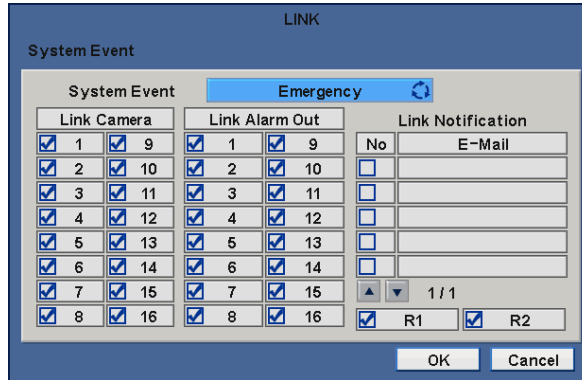 LINK
System Event
System Event Emergency
Link Camera Link Alarm Out Link Notification
1 9 1 9 No E-Mail
2 10 2 10
3 11 3 11
4 12 4 12
5 13 5 13
6 14 6 14
7 15 7 15 1/1
8 16 8 16 R1 R2
OK Cancel